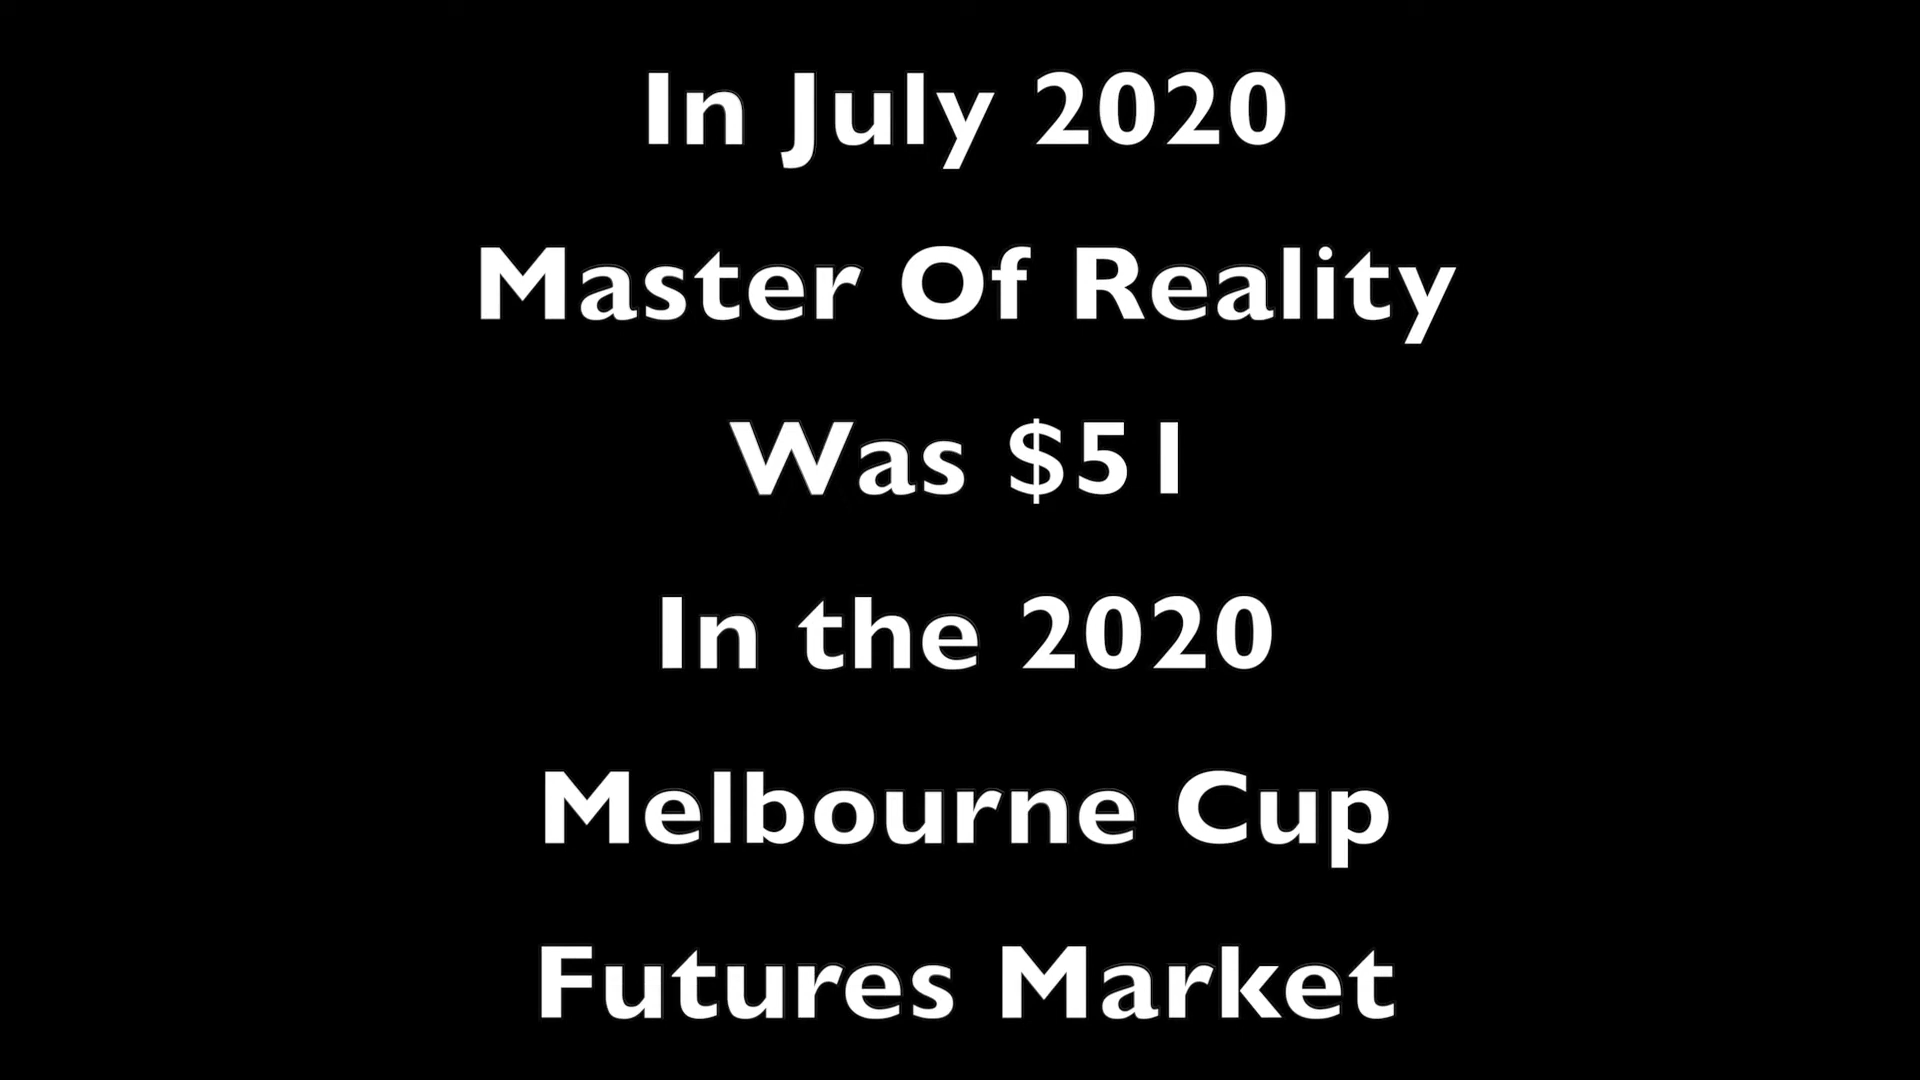 In July 2020
Master Of Reality
Was $51
In the 2020
Melbourne Cup
Futures Market